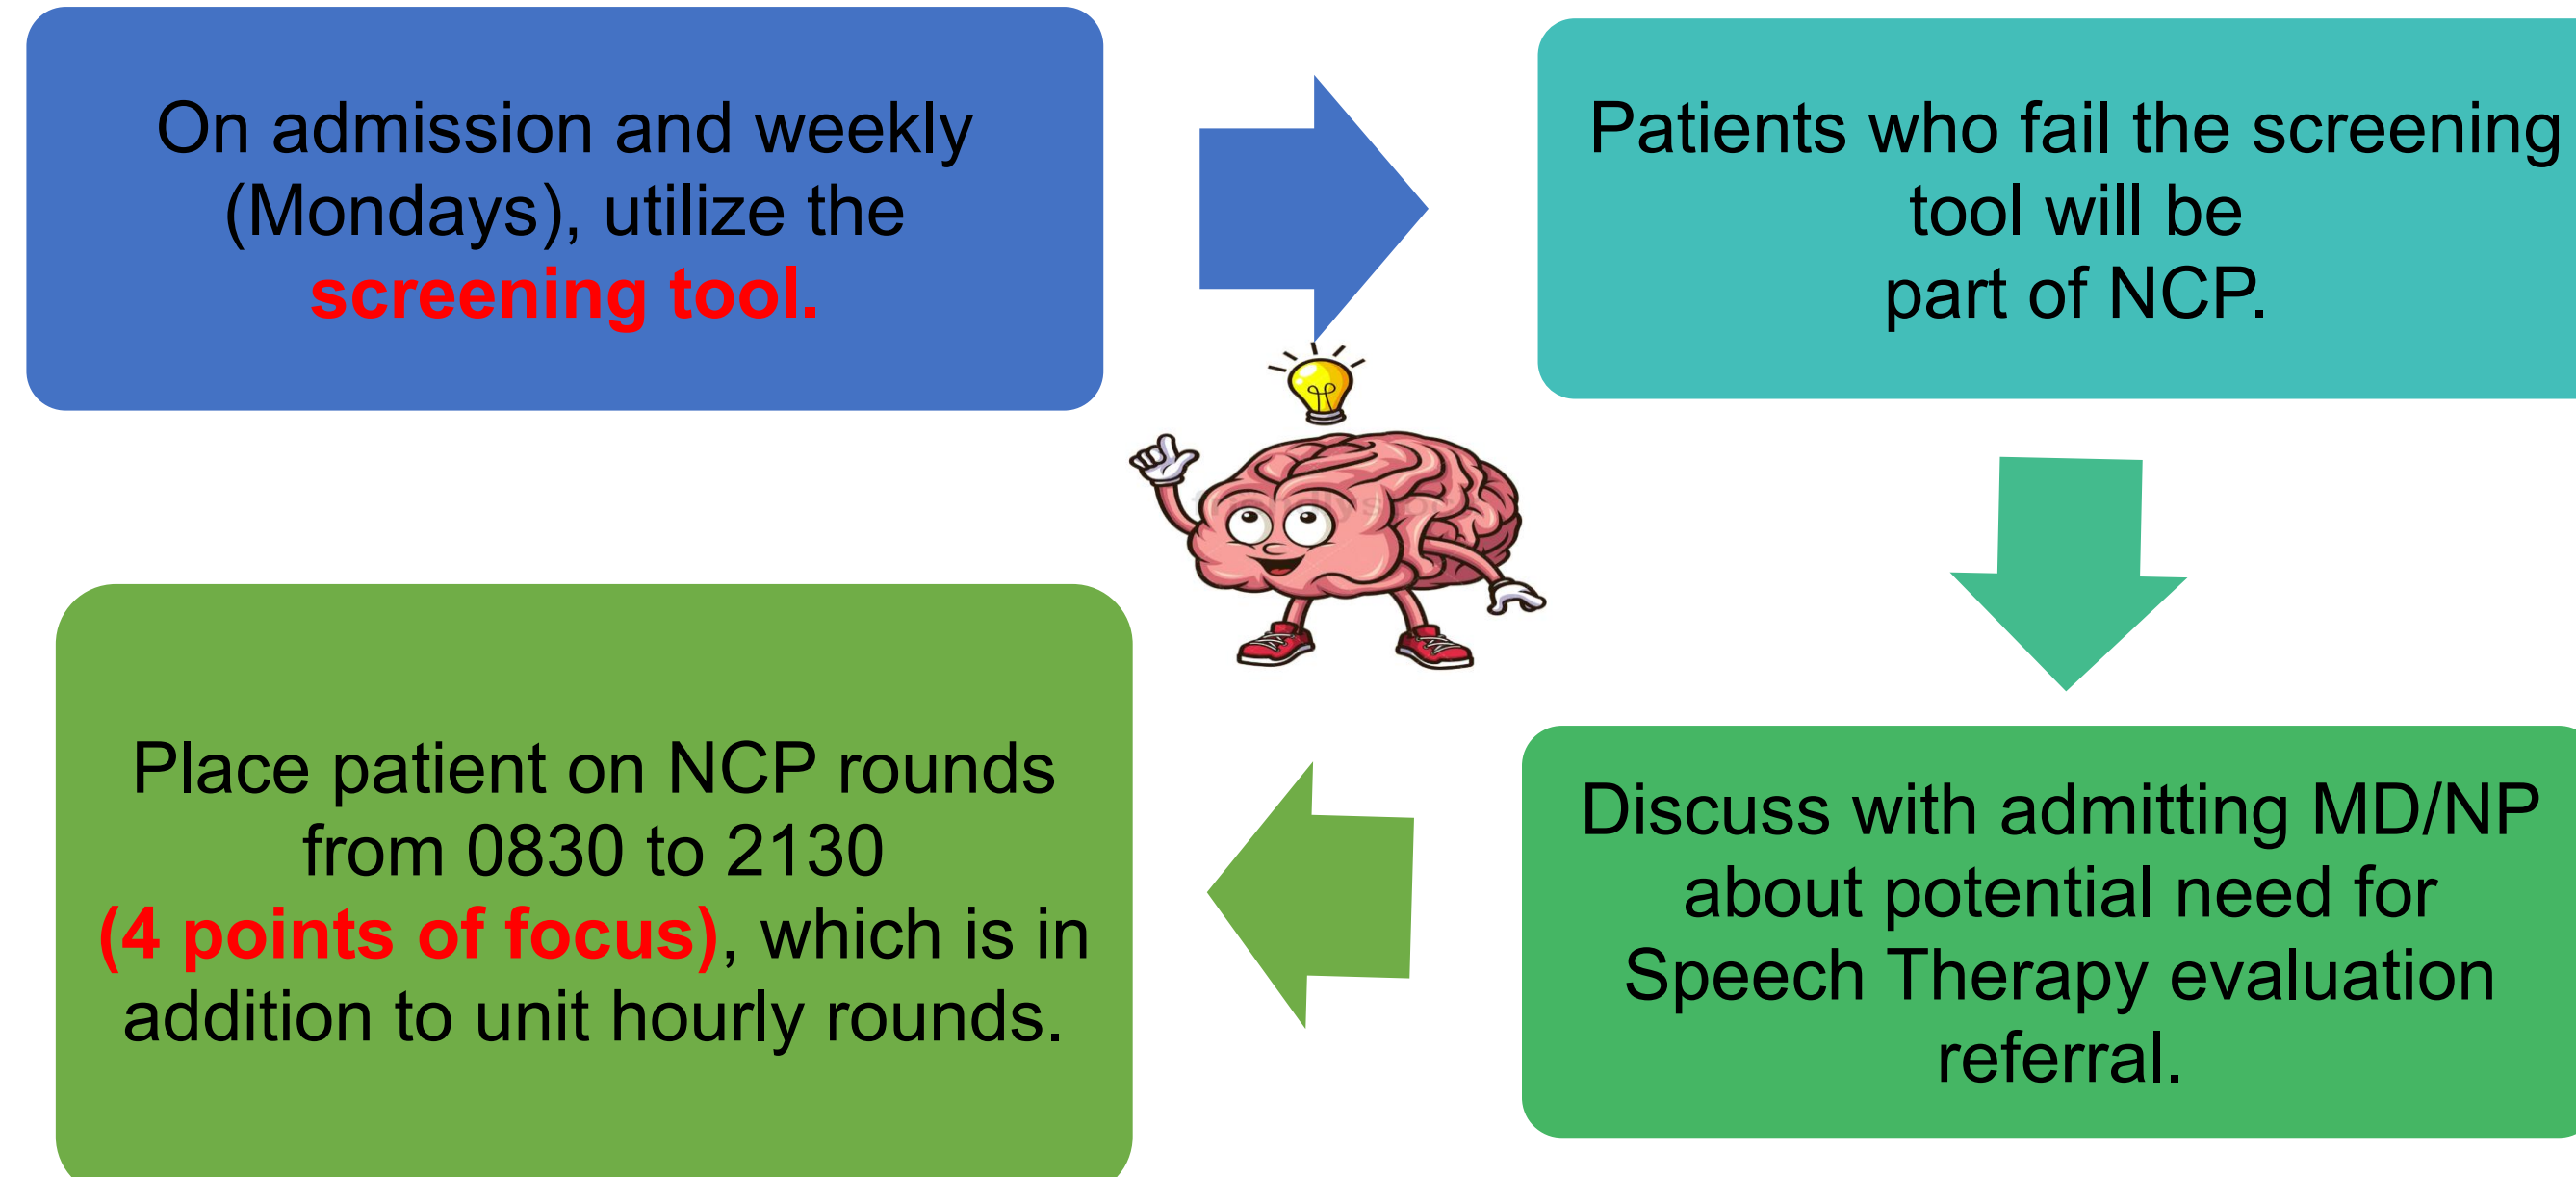 On admission and weekly
(Mondays), utilize the
screening tool.
Patients who fail the screening
tool will be
part of NCP.
Discuss with admitting MD/NP
about potential need for
Speech Therapy evaluation
referral.
Place patient on NCP rounds
from 0830 to 2130
(4 points of focus), which is in
addition to unit hourly rounds.